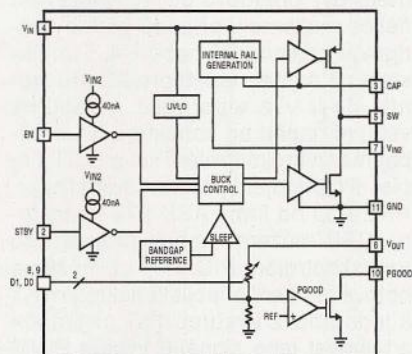 VIN 4
INTERNAL RAIL
GENERATION
3 CAP
VIN2
UVLO
5 SW
40nA
7 VIN2
EN 1
BUCK
CONTROL
VIN2
11 GND
40nA
SLEEP
STBY 2
6 VOUT
BANDGAP
REFERENCE
8, 9
D1, D0
2
PGOOD
10 PGOOD
REF